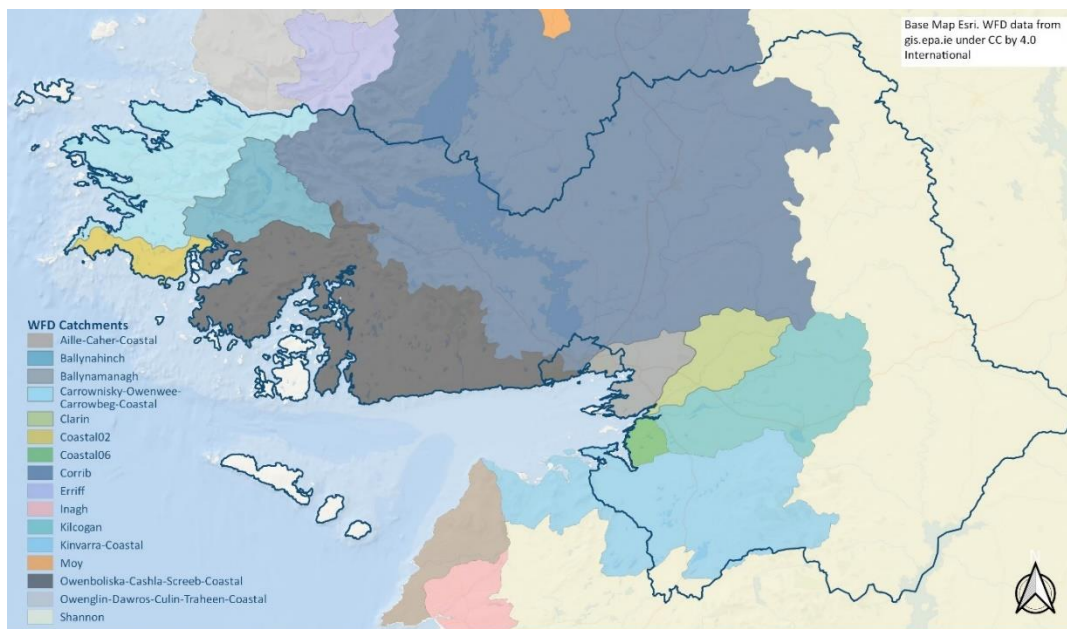 Base Map Esri. WFD data from
gis.epa.ie under CC by 4.0
International
WFD Catchments
Aille-Caher-Coastal
Ballynahinch
Ballynamanagh
Carrownisky-Owenwee-
Carrowbeg-Coastal
Clarin
Coastal02
Coastal06
Corrib
Erriff
Inagh
Kilcogan
Kinvarra-Coastal
Moy
Owenboliska-Cashla-Screeb-Coastal
Owenglin-Dawros-Culin-Traheen-Coastal
Shannon
N